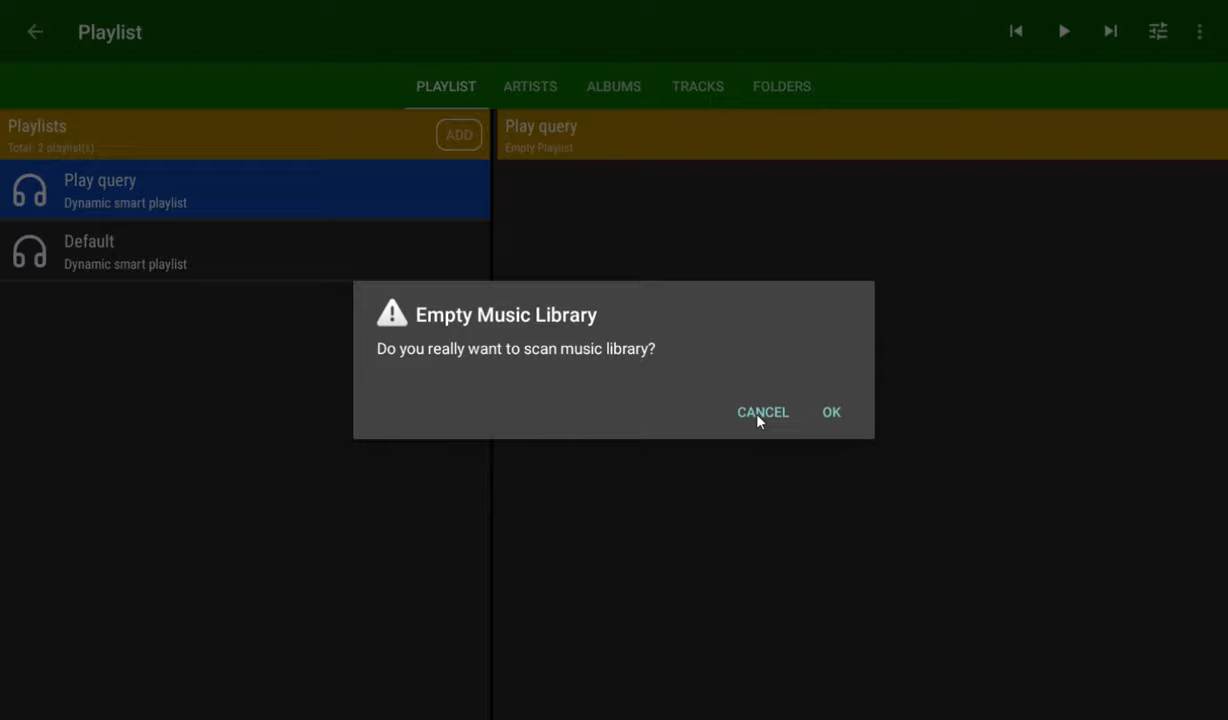 Playlist
PLAYLIST ARTISTS ALBUMS TRACKS FOLDERS
Playlists
Total: 2 playlist(s)
ADD
Play query
Empty Playlist
Play query
Dynamic smart playlist
Default
Dynamic smart playlist
Empty Music Library
Do you really want to scan music library?
CANCEL OK